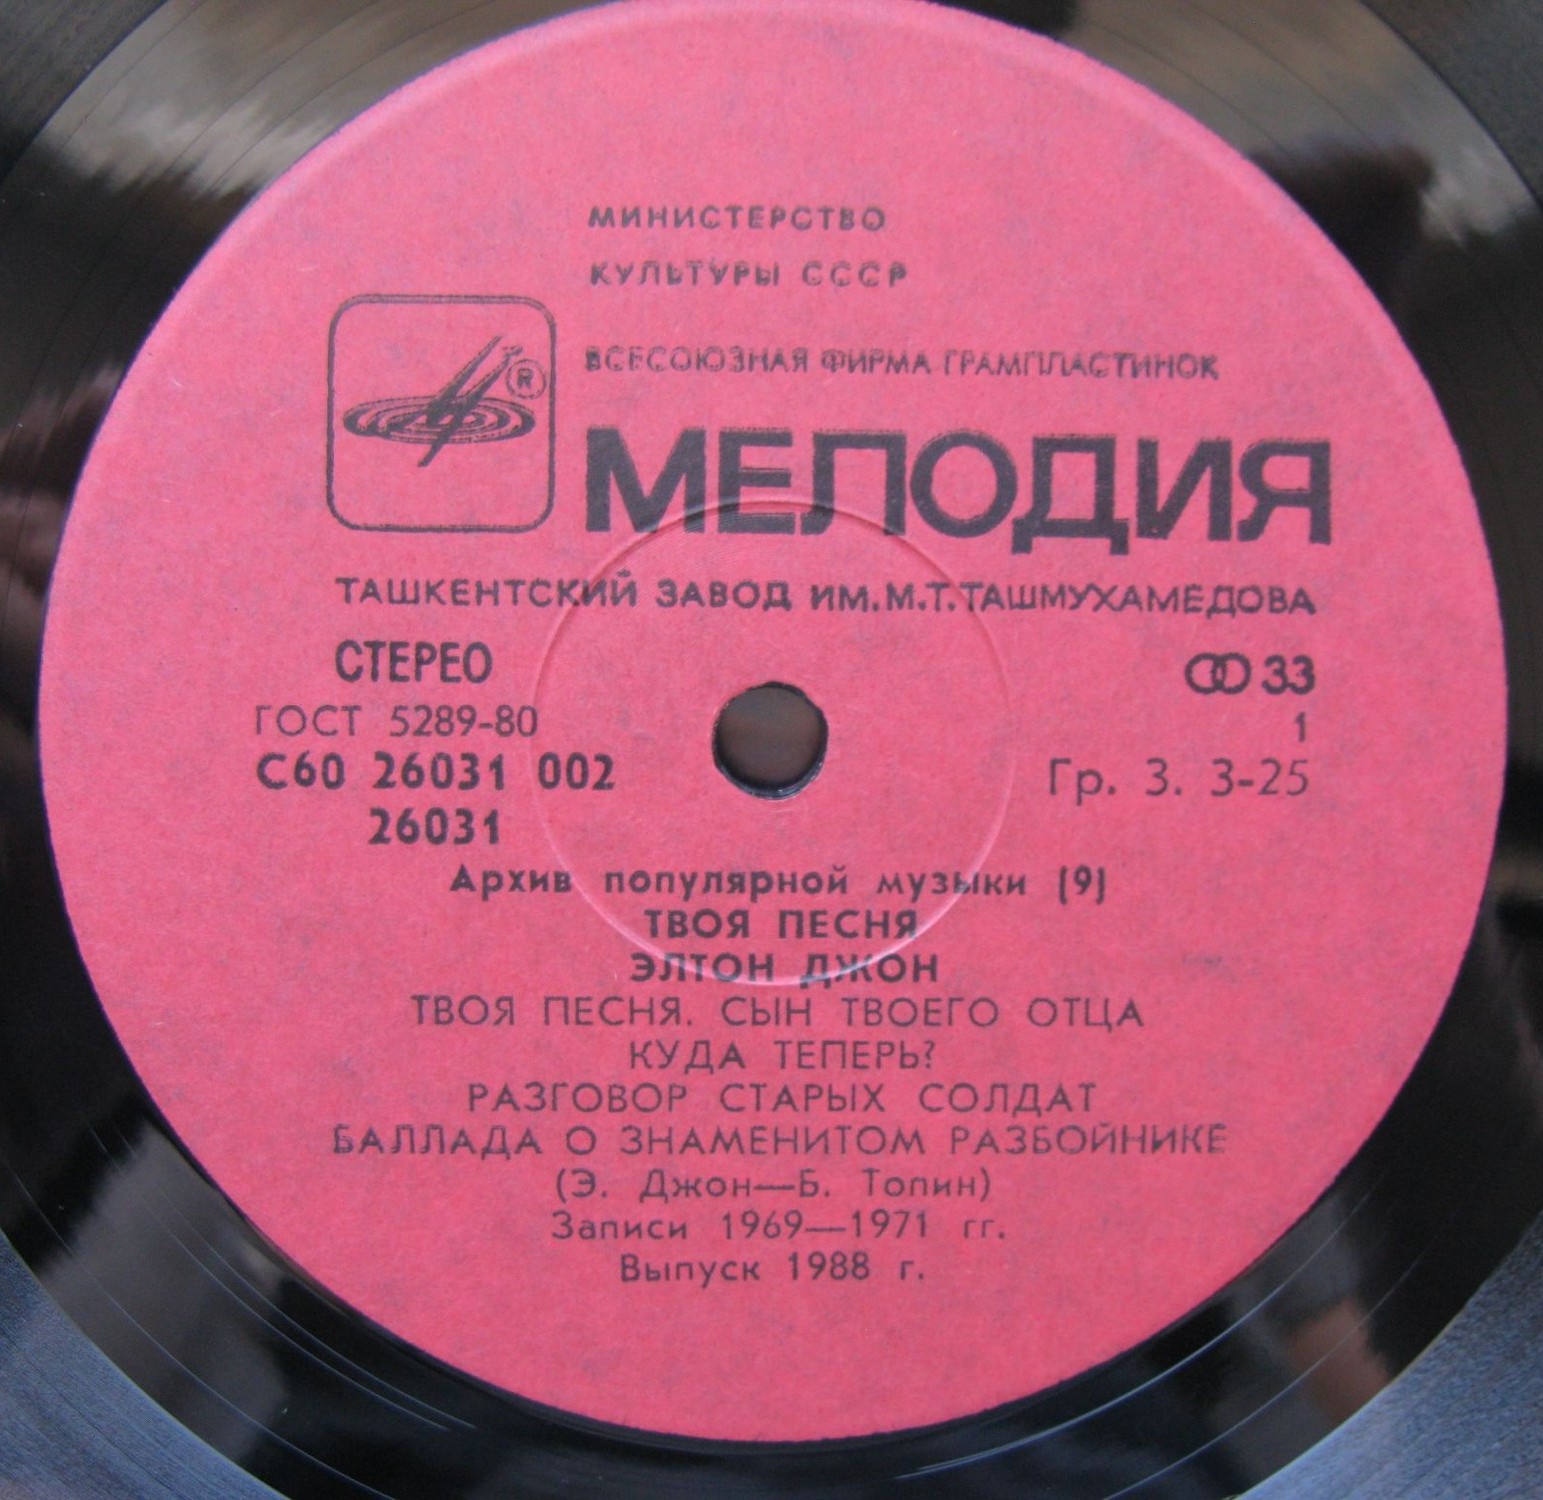 МИНИСТЕРСТВО
КУЛЬТУРЫ СССР
ВСЕСОЮЗНАЯ ФИРМА ГРАМПЛАСТИНОК
®
МЕЛОДИЯ
ТАШКЕНТСКИЙ ЗАВОД ИМ.М.Т.ТАШМУХАМЕДОВА
СТЕРЕО 33
ГОСТ 5289-80 1
С60 26031 002 Гр. 3. 3-25
26031
Архив популярной музыки (9)
ТВОЯ ПЕСНЯ
ЭЛТОН ДЖОН
ТВОЯ ПЕСНЯ. СЫН ТВОЕГО ОТЦА
КУДА ТЕПЕРЬ?
РАЗГОВОР СТАРЫХ СОЛДАТ
БАЛЛАДА О ЗНАМЕНИТОМ РАЗБОЙНИКЕ
(Э. Джон—Б. Топин)
Записи 1969—1971 гг.
Выпуск 1988 г.